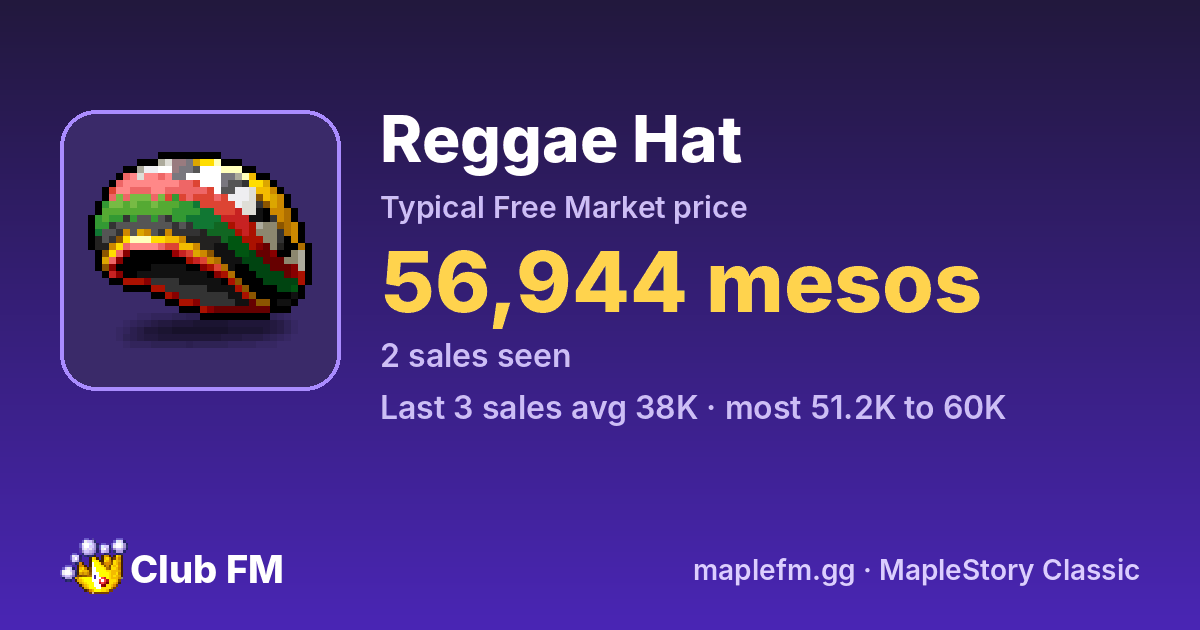 Reggae Hat
Typical Free Market price
56,944 mesos
2 sales seen
Last 3 sales avg 38K · most 51.2K to 60K
Club FM
maplefm.gg · MapleStory Classic